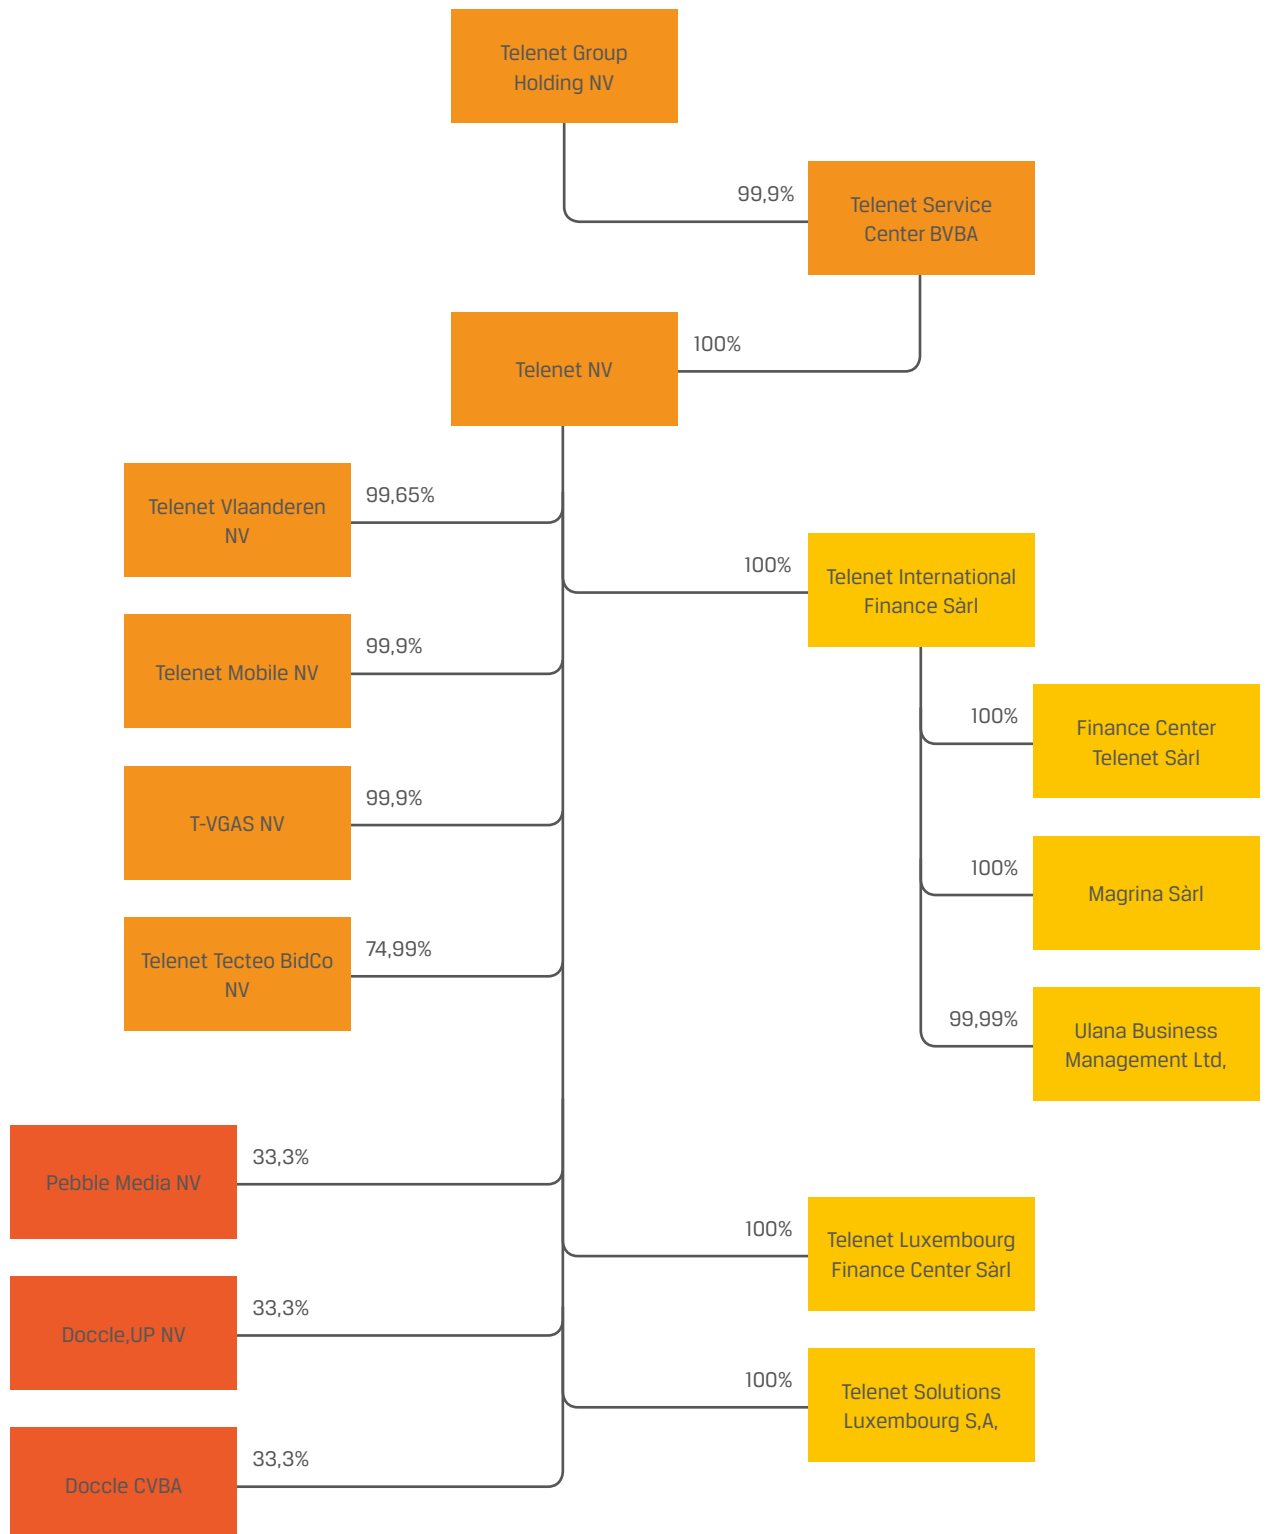 Telenet Group
Holding NV
99,9%
Telenet Service
Center BVBA
100%
Telenet NV
99,65%
Telenet Vlaanderen
NV
100%
Telenet International
Finance Sàrl
99,9%
Telenet Mobile NV
100%
Finance Center
Telenet Sàrl
99,9%
T-VGAS NV
100%
Magrina Sàrl
74,99%
Telenet Tecteo BidCo
NV
99,99%
Ulana Business
Management Ltd,
33,3%
Pebble Media NV
100%
Telenet Luxembourg
Finance Center Sàrl
33,3%
Doccle,UP NV
100%
Telenet Solutions
Luxembourg S,A,
33,3%
Doccle CVBA